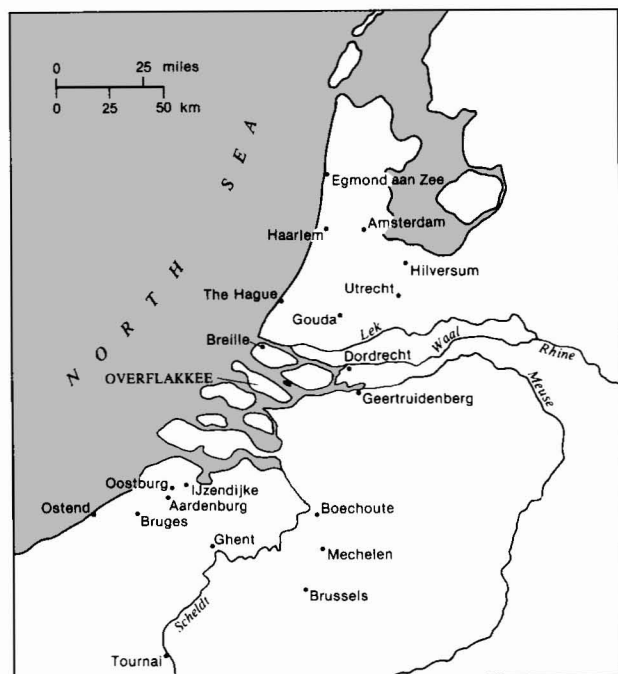 0 25 miles
0 25 50 km
NORTH SEA
Egmond aan Zee
Haarlem
Amsterdam
Hilversum
The Hague
Utrecht
Gouda
Lek
Breille
Waal
Rhine
Dordrecht
OVERFLAKKEE
Meuse
Geertruidenberg
Oostburg
IJzendijke
Aardenburg
Ostend
Bruges
Boechoute
Ghent
Mechelen
Brussels
Scheldt
Tournai